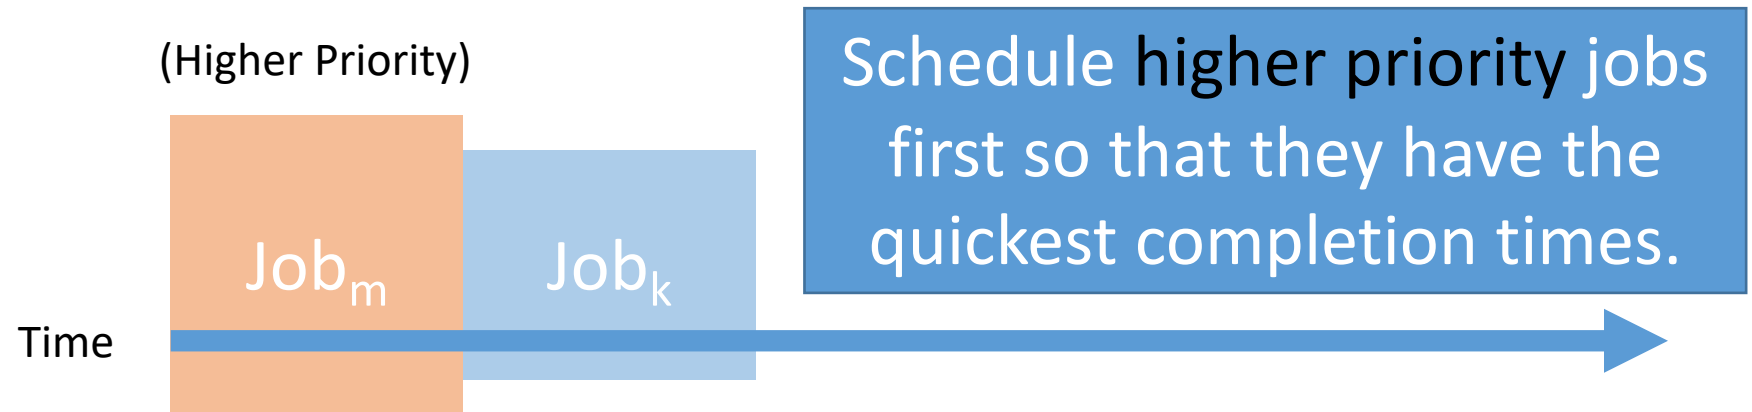 (Higher Priority)
Schedule higher priority jobs
first so that they have the
quickest completion times.
Jobm
Jobk
Time